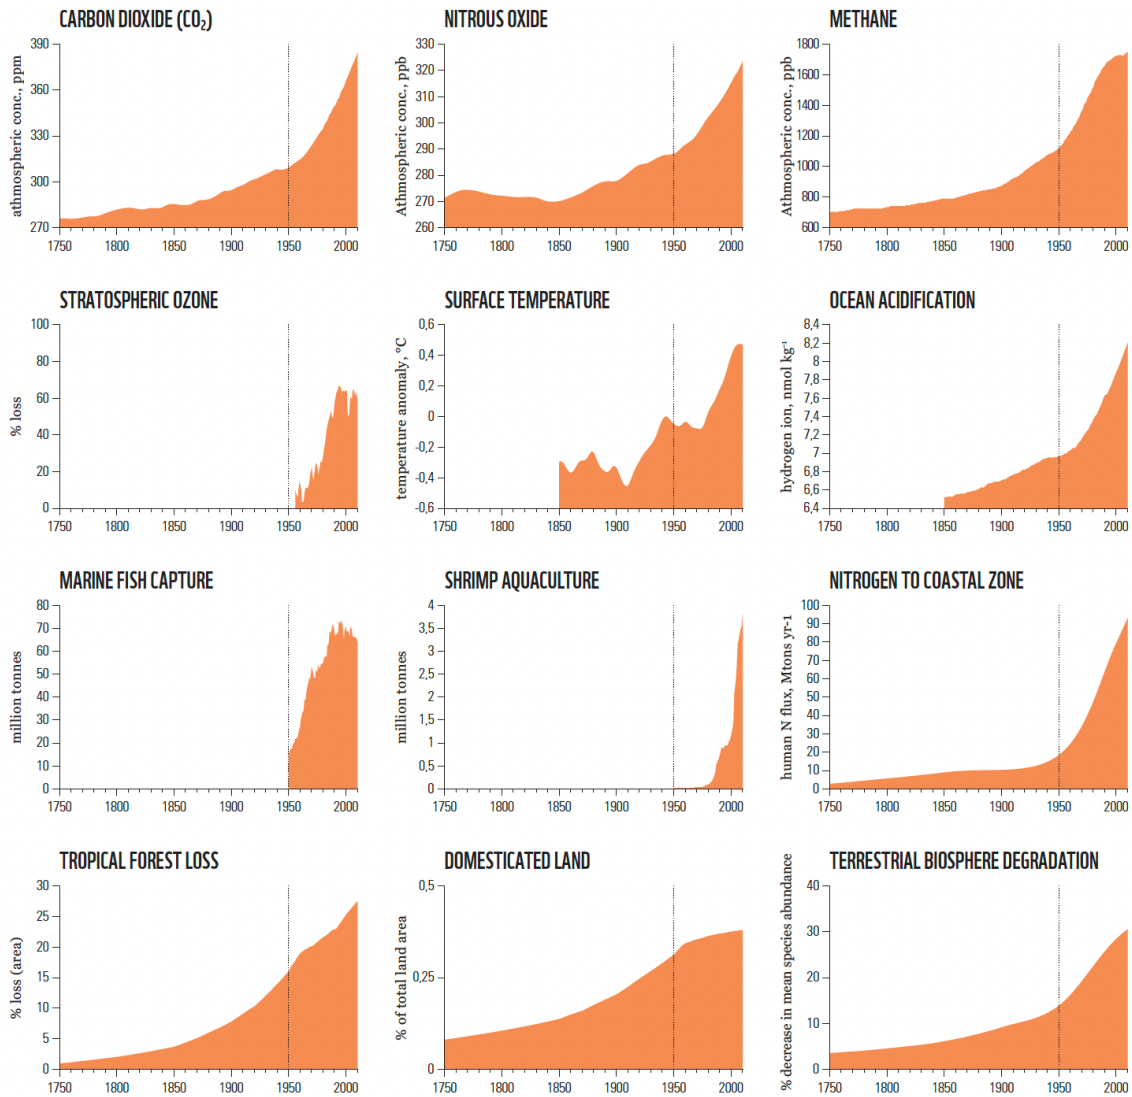 CARBON DIOXIDE (CO₂)
athmospheric conc., ppm
390
360
330
300
270
1750 1800 1850 1900 1950 2000
NITROUS OXIDE
Athmospheric conc., ppb
330
320
310
300
290
280
270
260
1750 1800 1850 1900 1950 2000
METHANE
Athmospheric conc., ppb
1800
1600
1400
1200
1000
800
600
1750 1800 1850 1900 1950 2000
STRATOSPHERIC OZONE
% loss
100
80
60
40
20
0
1750 1800 1850 1900 1950 2000
SURFACE TEMPERATURE
temperature anomaly, °C
0,6
0,4
0,2
0
-0,2
-0,4
-0,6
1750 1800 1850 1900 1950 2000
OCEAN ACIDIFICATION
hydrogen ion, nmol kg⁻¹
8,4
8,2
8
7,8
7,6
7,4
7,2
7
6,8
6,6
6,4
1750 1800 1850 1900 1950 2000
MARINE FISH CAPTURE
million tonnes
80
70
60
50
40
30
20
10
0
1750 1800 1850 1900 1950 2000
SHRIMP AQUACULTURE
million tonnes
4
3,5
3
2,5
2
1,5
1
0,5
0
1750 1800 1850 1900 1950 2000
NITROGEN TO COASTAL ZONE
human N flux, Mtons yr-1
100
90
80
70
60
50
40
30
20
10
0
1750 1800 1850 1900 1950 2000
TROPICAL FOREST LOSS
% loss (area)
30
25
20
15
10
5
0
1750 1800 1850 1900 1950 2000
DOMESTICATED LAND
% of total land area
0,5
0,25
0
1750 1800 1850 1900 1950 2000
TERRESTRIAL BIOSPHERE DEGRADATION
% decrease in mean species abundance
40
30
20
10
0
1750 1800 1850 1900 1950 2000